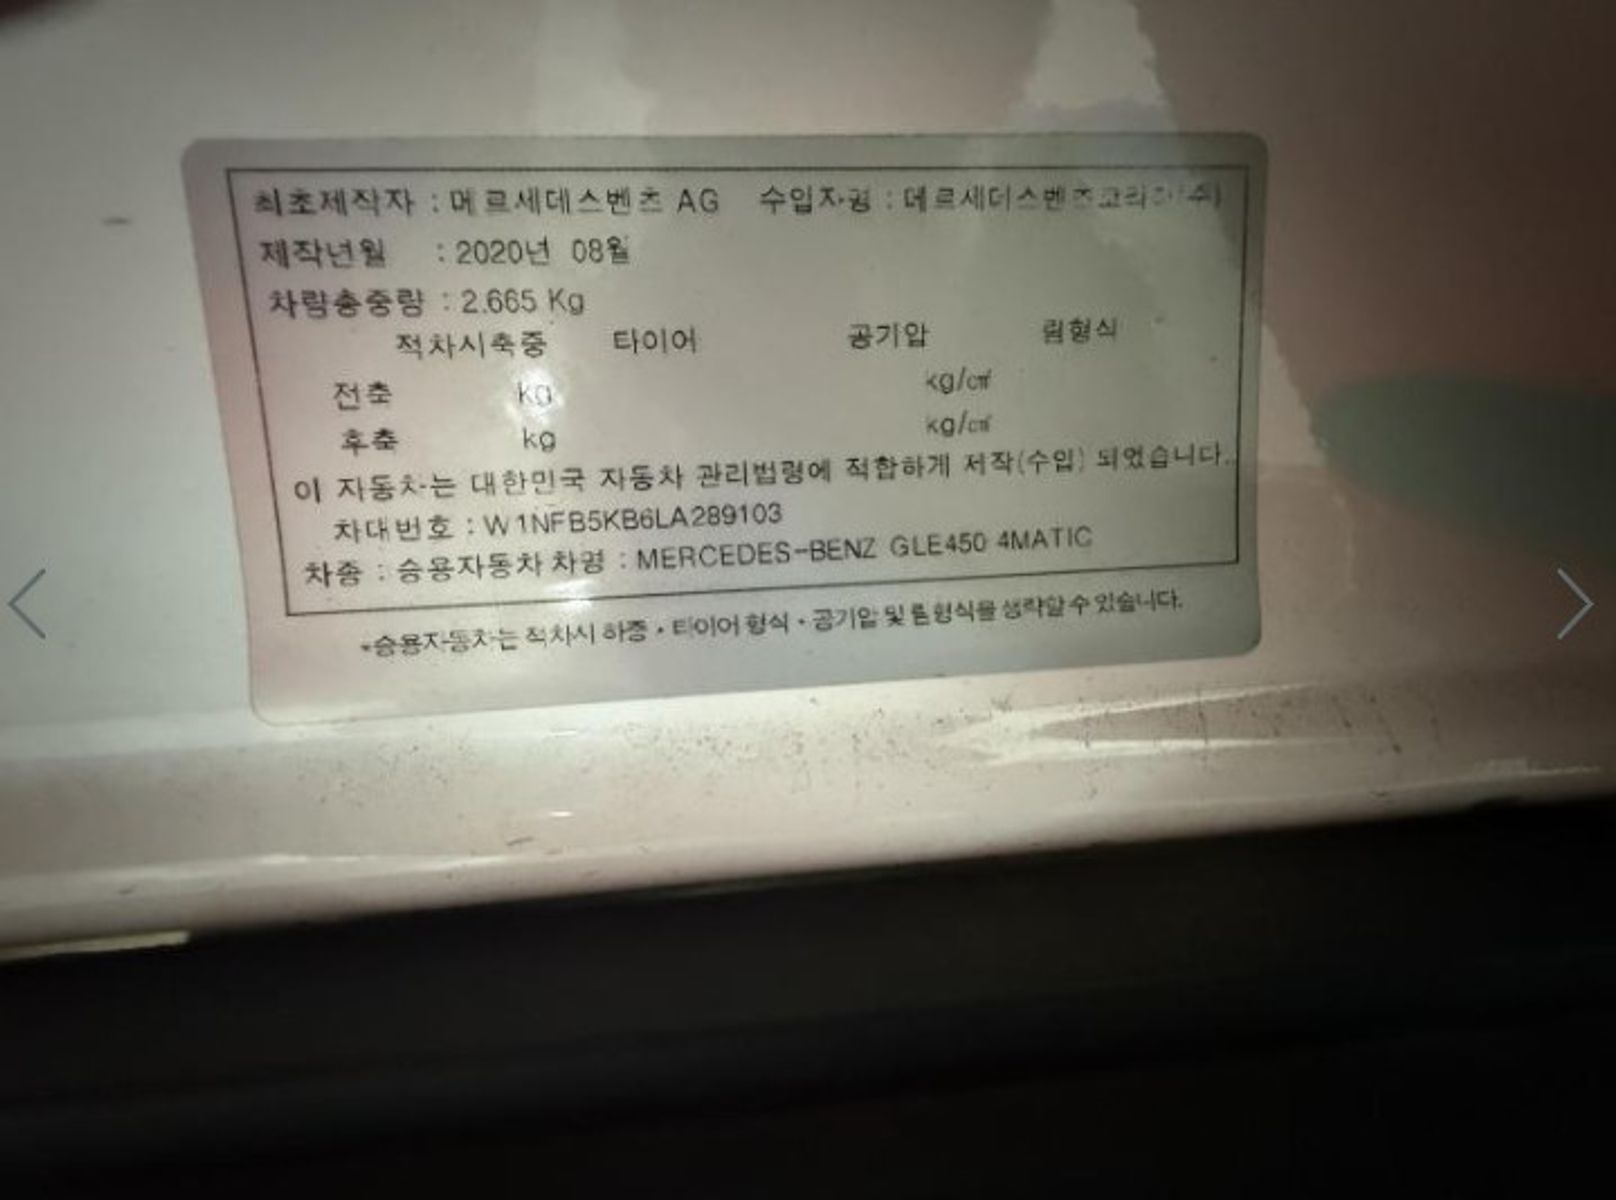 최초제작자 :메르세데스벤츠 AG 수입자명 : 메르세데스벤츠코리아(주)
제작년월 : 2020년 08월
차량총중량 : 2.665 Kg
적차시축중 타이어 공기압 림형식
전축 kg kg/㎠
후축 kg kg/㎠
이 자동차는 대한민국 자동차 관리법령에 적합하게 제작(수입) 되었습니다.
차대번호 : W1NFB5KB6LA289103
차종 : 승용자동차 차명 : MERCEDES-BENZ GLE450 4MATIC
*승용자동차는 적차시 하중·타이어 형식·공기압 및 림형식을 생략할 수 있습니다.